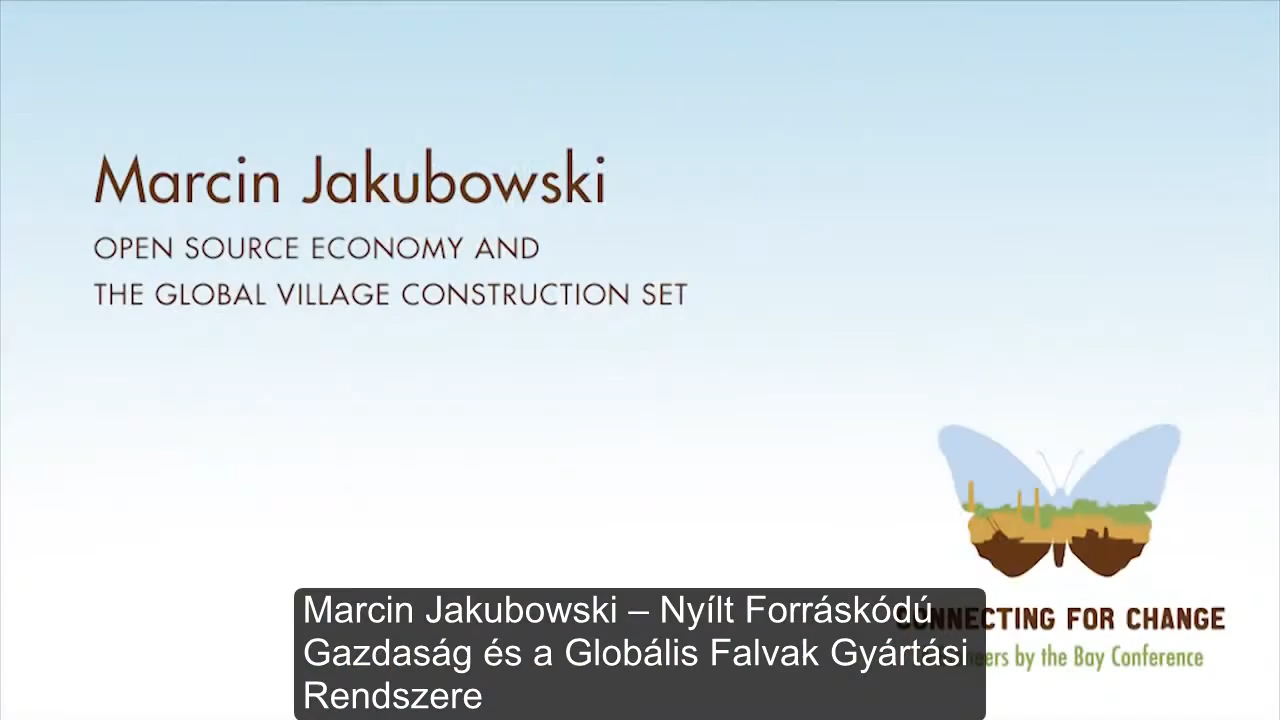 Marcin Jakubowski
OPEN SOURCE ECONOMY AND
THE GLOBAL VILLAGE CONSTRUCTION SET
CONNECTING FOR CHANGE
by the Bay Conference
Marcin Jakubowski – Nyílt Forráskódú
Gazdaság és a Globális Falvak Gyártási
Rendszere